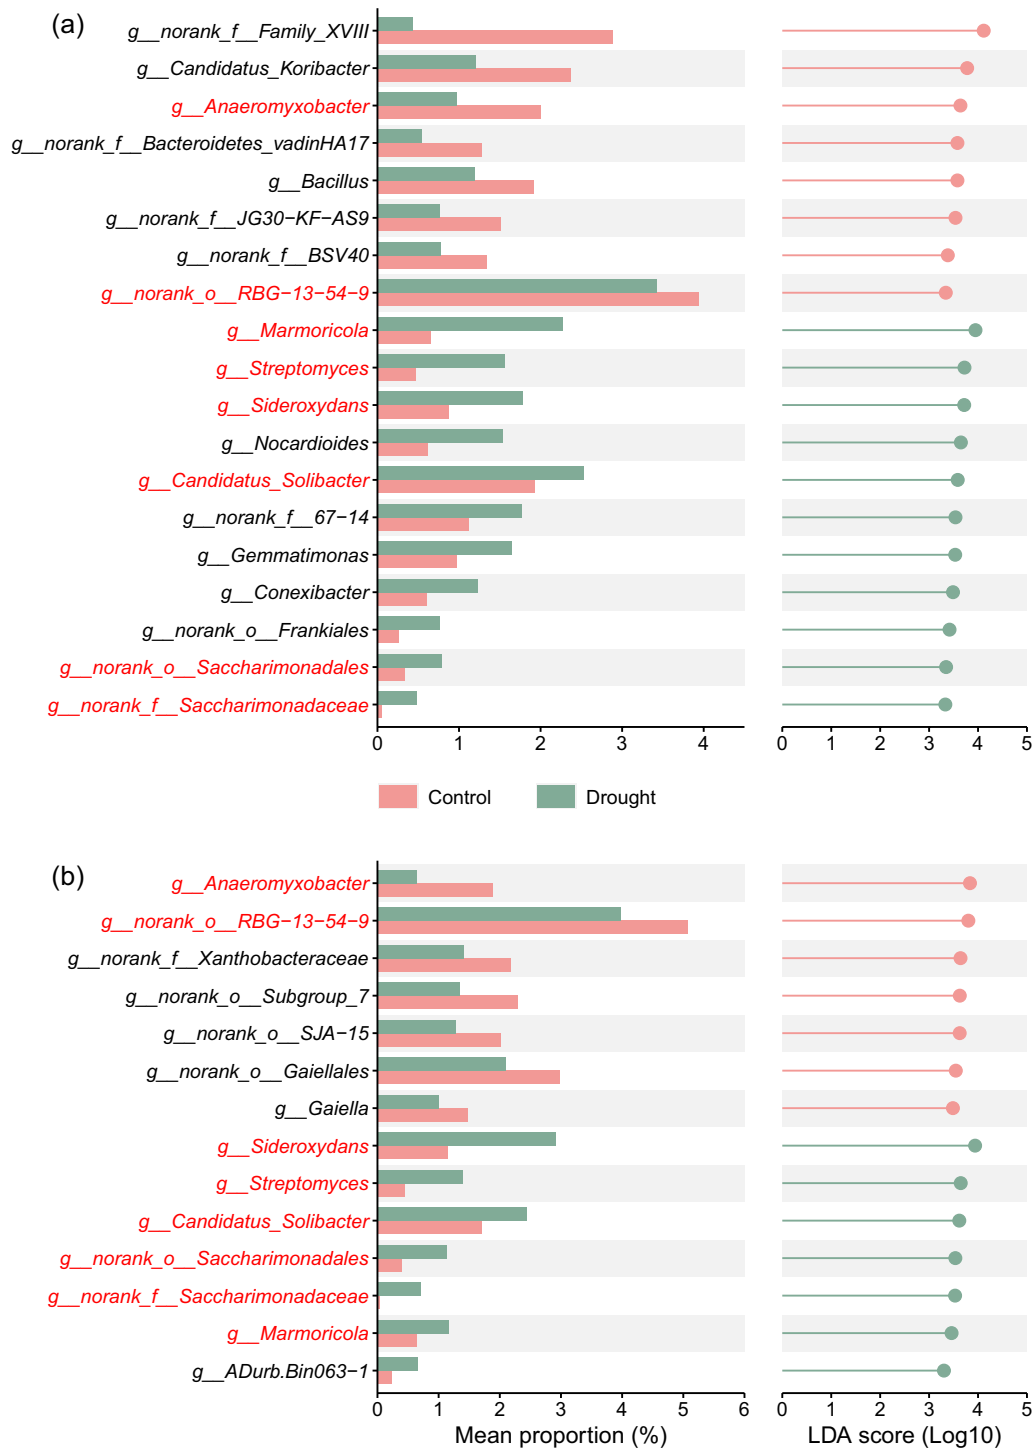 (a)
g__norank_f__Family_XVIII
g__Candidatus_Koribacter
g__Anaeromyxobacter
g__norank_f__Bacteroidetes_vadinHA17
g__Bacillus
g__norank_f__JG30−KF−AS9
g__norank_f__BSV40
g__norank_o__RBG−13−54−9
g__Marmoricola
g__Streptomyces
g__Sideroxydans
g__Nocardioides
g__Candidatus_Solibacter
g__norank_f__67−14
g__Gemmatimonas
g__Conexibacter
g__norank_o__Frankiales
g__norank_o__Saccharimonadales
g__norank_f__Saccharimonadaceae
0 1 2 3 4
0 1 2 3 4 5
Control Drought
(b)
g__Anaeromyxobacter
g__norank_o__RBG−13−54−9
g__norank_f__Xanthobacteraceae
g__norank_o__Subgroup_7
g__norank_o__SJA−15
g__norank_o__Gaiellales
g__Gaiella
g__Sideroxydans
g__Streptomyces
g__Candidatus_Solibacter
g__norank_o__Saccharimonadales
g__norank_f__Saccharimonadaceae
g__Marmoricola
g__ADurb.Bin063−1
0 1 2 3 4 5 6
0 1 2 3 4 5
Mean proportion (%)
LDA score (Log10)